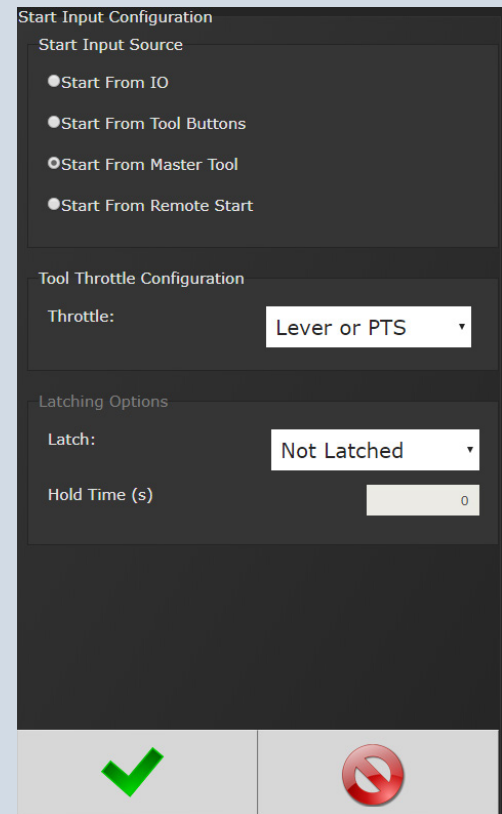 Start Input Configuration
Start Input Source
Start From IO
Start From Tool Buttons
Start From Master Tool
Start From Remote Start
Tool Throttle Configuration
Throttle: Lever or PTS
Latching Options
Latch: Not Latched
Hold Time (s) 0